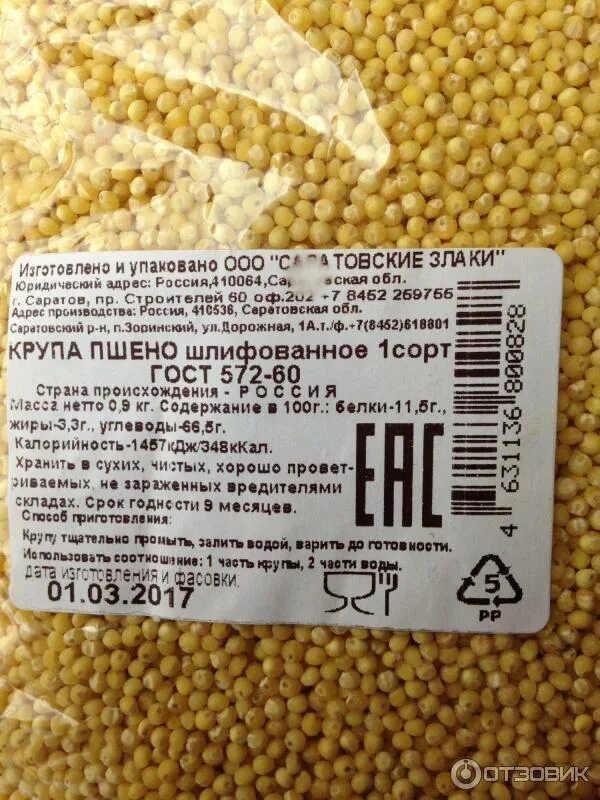 Изготовлено и упаковано ООО "САРАТОВСКИЕ ЗЛАКИ"
Юридический адрес: Россия,410064,Саратовская обл.
г. Саратов, пр. Строителей 60 оф.202 +7 8452 259755
Адрес производства: Россия, 410536, Саратовская обл.
Саратовский р-н, п.Зоринский, ул.Дорожная, 1А.т./ф.+7(8452)618801
КРУПА ПШЕНО шлифованное 1сорт
ГОСТ 572-60
Страна происхождения - РОССИЯ
Масса нетто 0,9 кг. Содержание в 100г.: белки-11,5г.,
жиры-3,3г., углеводы-66,5г.
Калорийность-1457кДж/348кКал.
Хранить в сухих, чистых, хорошо провет-
риваемых, не зараженных вредителями
складах. Срок годности 9 месяцев.
Способ приготовления:
Крупу тщательно промыть, залить водой, варить до готовности.
Использовать соотношение: 1 часть крупы, 2 части воды.
дата изготовления и фасовки:
01.03.2017
EAC
4 631136 800828
5
PP
ОТЗОВИК